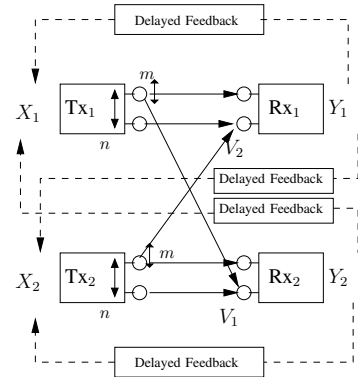 Delayed Feedback
m
X₁ Tx₁ Rx₁ Y₁
n V₂
Delayed Feedback
Delayed Feedback
m
X₂ Tx₂ Rx₂ Y₂
n V₁
Delayed Feedback